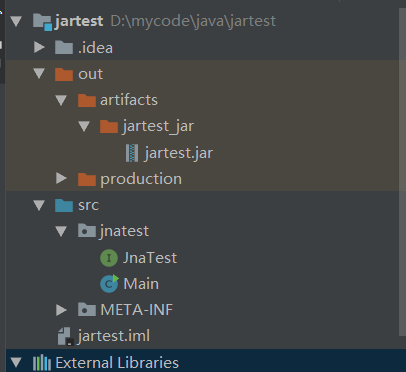 jartest D:\mycode\java\jartest
.idea
out
artifacts
jartest_jar
jartest.jar
production
src
jnatest
I JnaTest
C Main
META-INF
jartest.iml
External Libraries